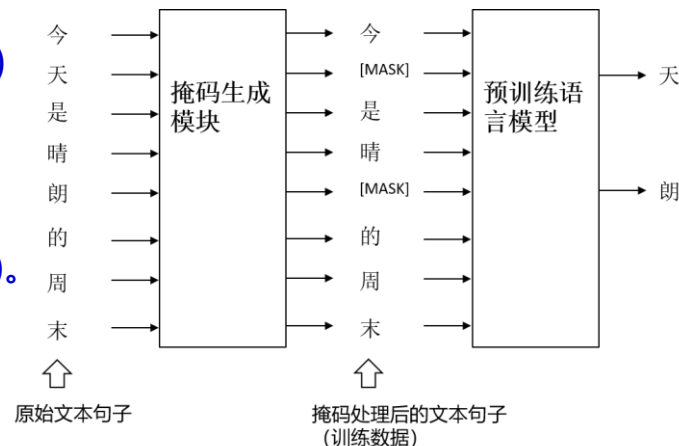 今 今
天 [MASK] 天
是 是
晴 晴
朗 [MASK] 朗
的 的
周 周
末 末
掩码生成
模块
预训练语
言模型
)
)。
原始文本句子
掩码处理后的文本句子
(训练数据)